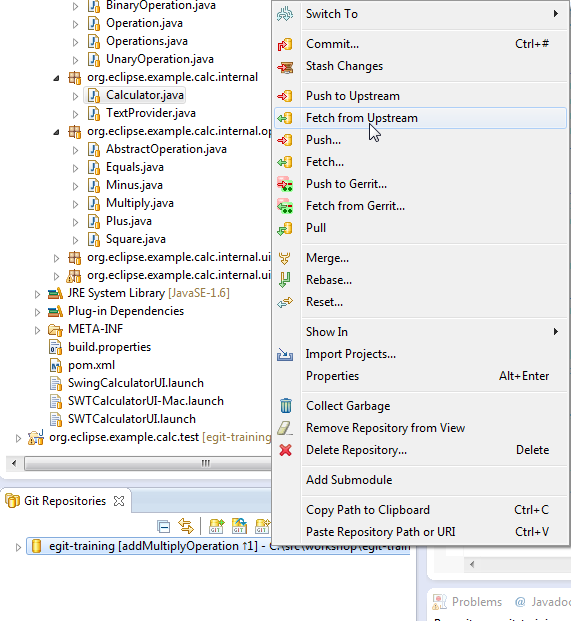 BinaryOperation.java
Operation.java
Operations.java
UnaryOperation.java
org.eclipse.example.calc.internal
Calculator.java
TextProvider.java
org.eclipse.example.calc.internal.op
AbstractOperation.java
Equals.java
Minus.java
Multiply.java
Plus.java
Square.java
org.eclipse.example.calc.internal.ui
org.eclipse.example.calc.internal.ui
JRE System Library [JavaSE-1.6]
Plug-in Dependencies
META-INF
build.properties
pom.xml
SwingCalculatorUI.launch
SWTCalculatorUI-Mac.launch
SWTCalculatorUI.launch
org.eclipse.example.calc.test [egit-training
Git Repositories
egit-training [addMultiplyOperation ↑1] - C:\src\workshop\egit-train
Switch To
Commit... Ctrl+#
Stash Changes
Push to Upstream
Fetch from Upstream
Push...
Fetch...
Push to Gerrit...
Fetch from Gerrit...
Pull
Merge...
Rebase...
Reset...
Show In
Import Projects...
Properties Alt+Enter
Collect Garbage
Remove Repository from View
Delete Repository... Delete
Add Submodule
Copy Path to Clipboard Ctrl+C
Paste Repository Path or URI Ctrl+V
Problems @ Javadoc